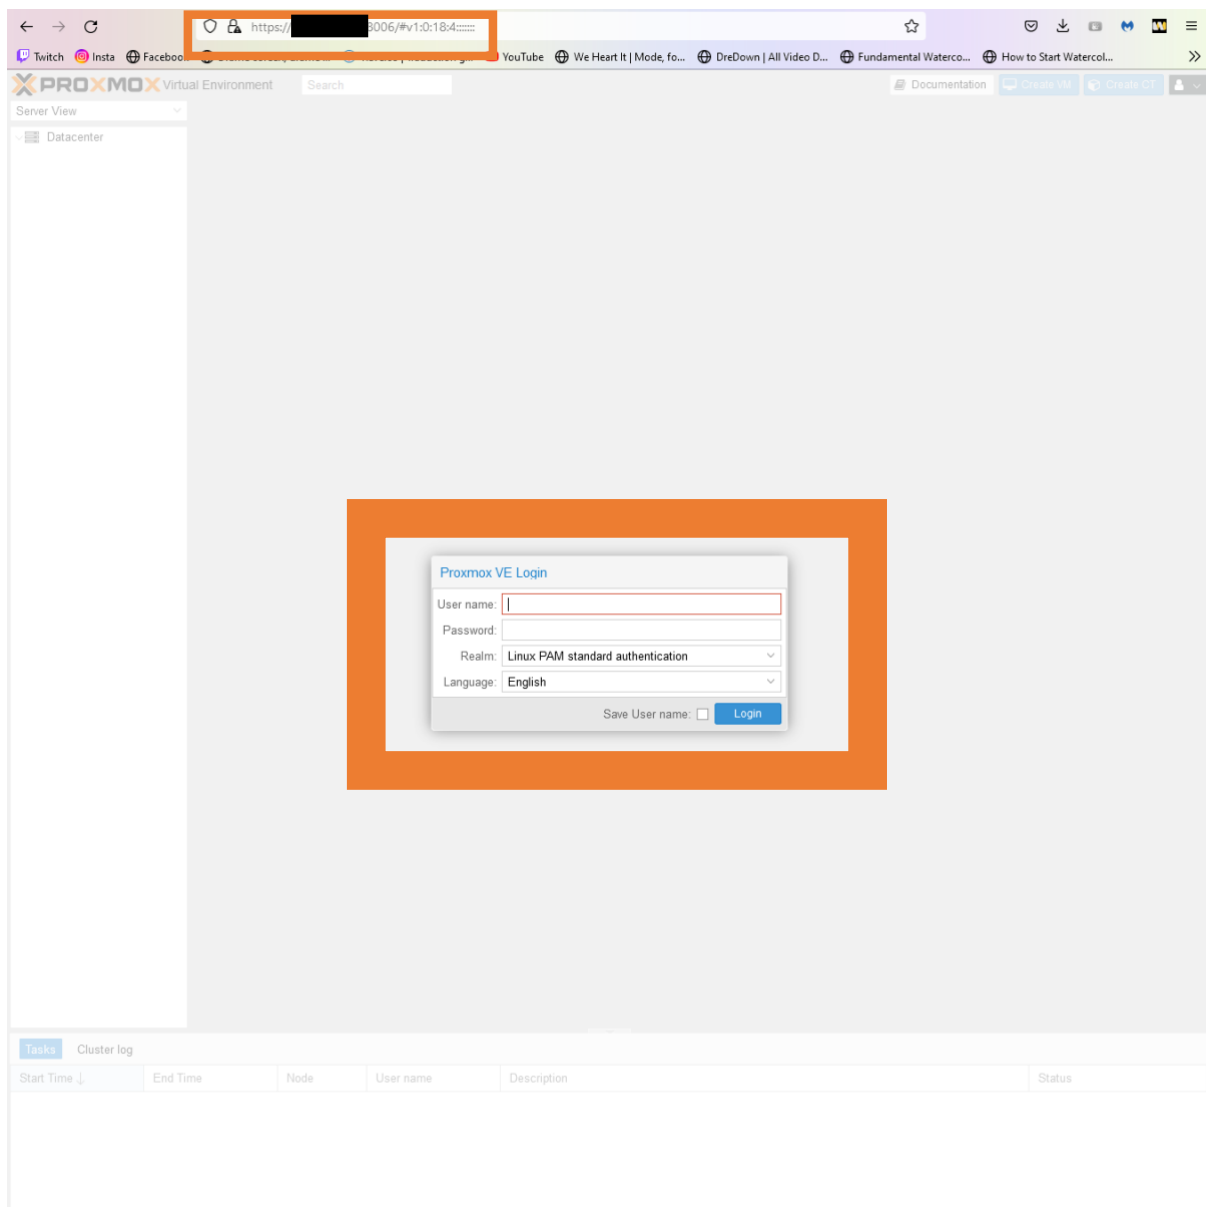 https:// 8006/#v1:0:18:4:::::::
Twitch Insta Faceboo... YouTube We Heart It | Mode, fo... DreDown | All Video D... Fundamental Waterco... How to Start Watercol...
PROXMOX Virtual Environment Search Documentation Create VM Create CT
Server View
Datacenter
Proxmox VE Login
User name:
Password:
Realm: Linux PAM standard authentication
Language: English
Save User name: Login
Tasks Cluster log
Start Time ↓ End Time Node User name Description Status